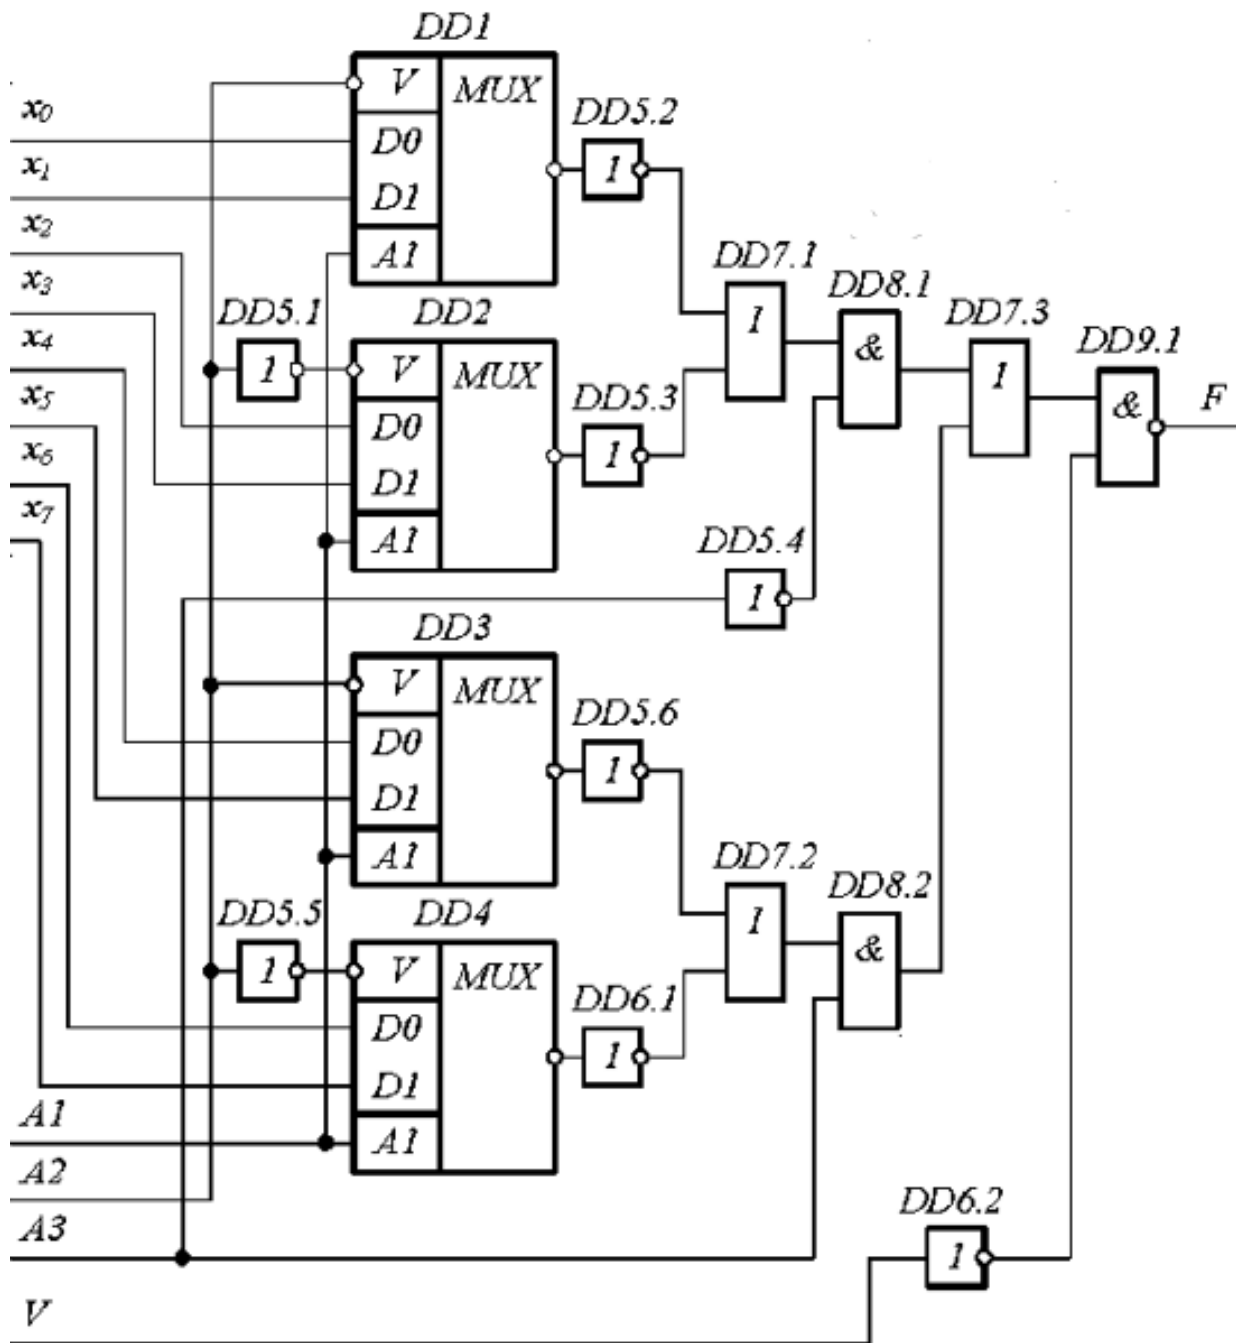 DD1
V MUX
DD5.2
x0
D0
1
x1
D1
x2
A1
DD7.1
x3
DD8.1
DD5.1
DD2
1
DD7.3
x4
1
V
MUX
&
1
DD9.1
x5
DD5.3
&
F
D0
x6
1
D1
x7
A1
DD5.4
1
DD3
V
MUX
DD5.6
D0
1
D1
A1
DD7.2
DD8.2
DD5.5
DD4
1
1
V
MUX
&
DD6.1
D0
1
D1
A1
A1
A2
DD6.2
A3
1
V